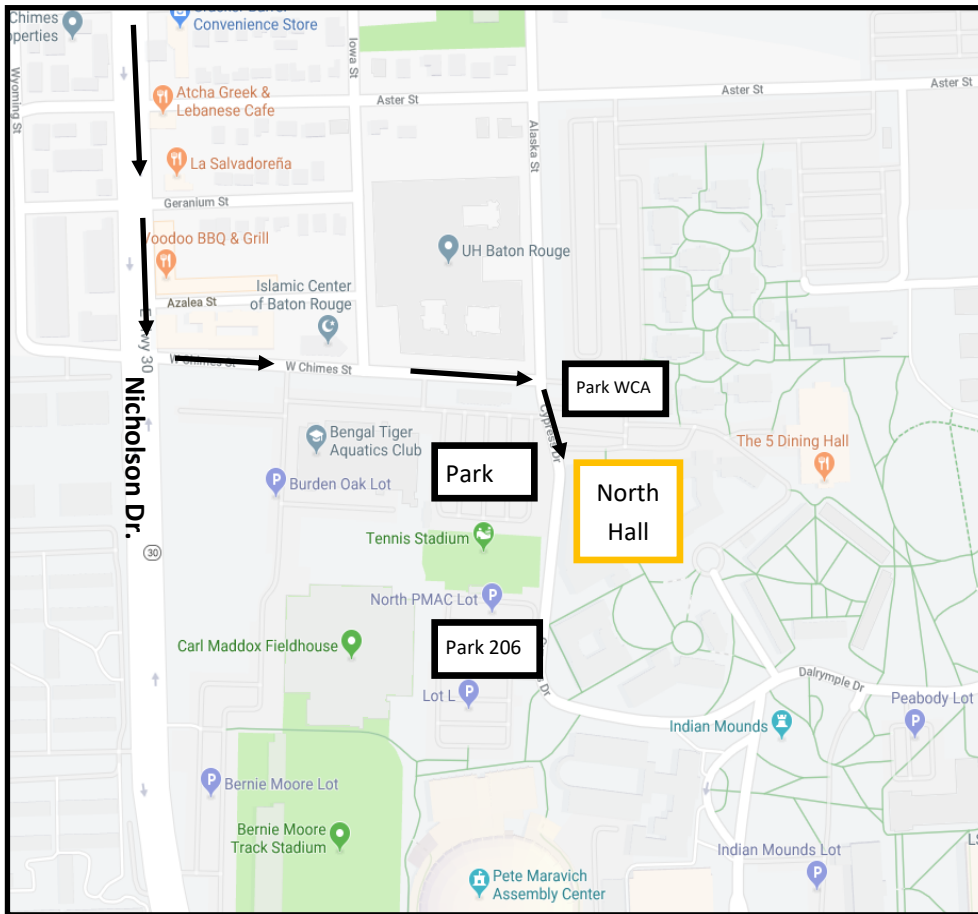 Chimes
operties
Convenience Store
Wyoming St
Iowa St
Atcha Greek &
Lebanese Cafe
Aster St
Aster St
Aster St
La Salvadoreña
Alaska St
Geranium St
Voodoo BBQ & Grill
UH Baton Rouge
Islamic Center
of Baton Rouge
Azalea St
30
W Chimes St
W Chimes St
Nicholson Dr.
Park WCA
Cypress Dr
Bengal Tiger
Aquatics Club
The 5 Dining Hall
P
Burden Oak Lot
Park
North
Hall
Tennis Stadium
30
North PMAC Lot
P
Carl Maddox Fieldhouse
Park 206
Dr
Lot L
P
Dalrymple Dr
Peabody Lot
P
Indian Mounds
P
Bernie Moore Lot
Bernie Moore
Track Stadium
Indian Mounds Lot
P
LS
Pete Maravich
Assembly Center